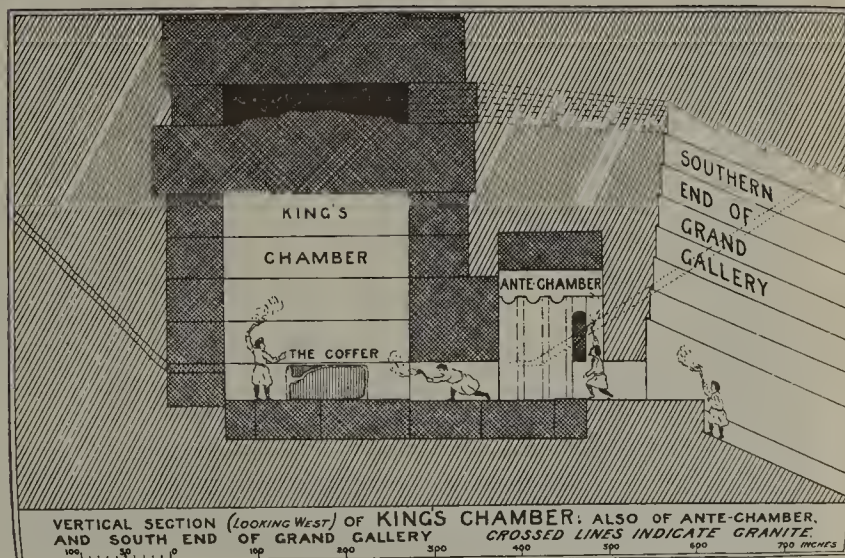 KING'S
CHAMBER
THE COFFER
ANTE-CHAMBER
SOUTHERN
END OF
GRAND
GALLERY
VERTICAL SECTION (LOOKING WEST) OF KING'S CHAMBER: ALSO OF ANTE-CHAMBER,
AND SOUTH END OF GRAND GALLERY CROSSED LINES INDICATE GRANITE.
100 50 0 100 200 300 400 500 600 700 INCHES